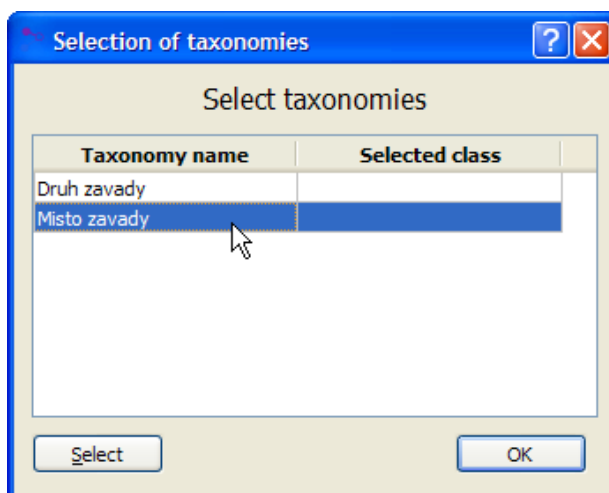 Selection of taxonomies
Select taxonomies
Taxonomy name Selected class
Druh zavady
Misto zavady
Select OK